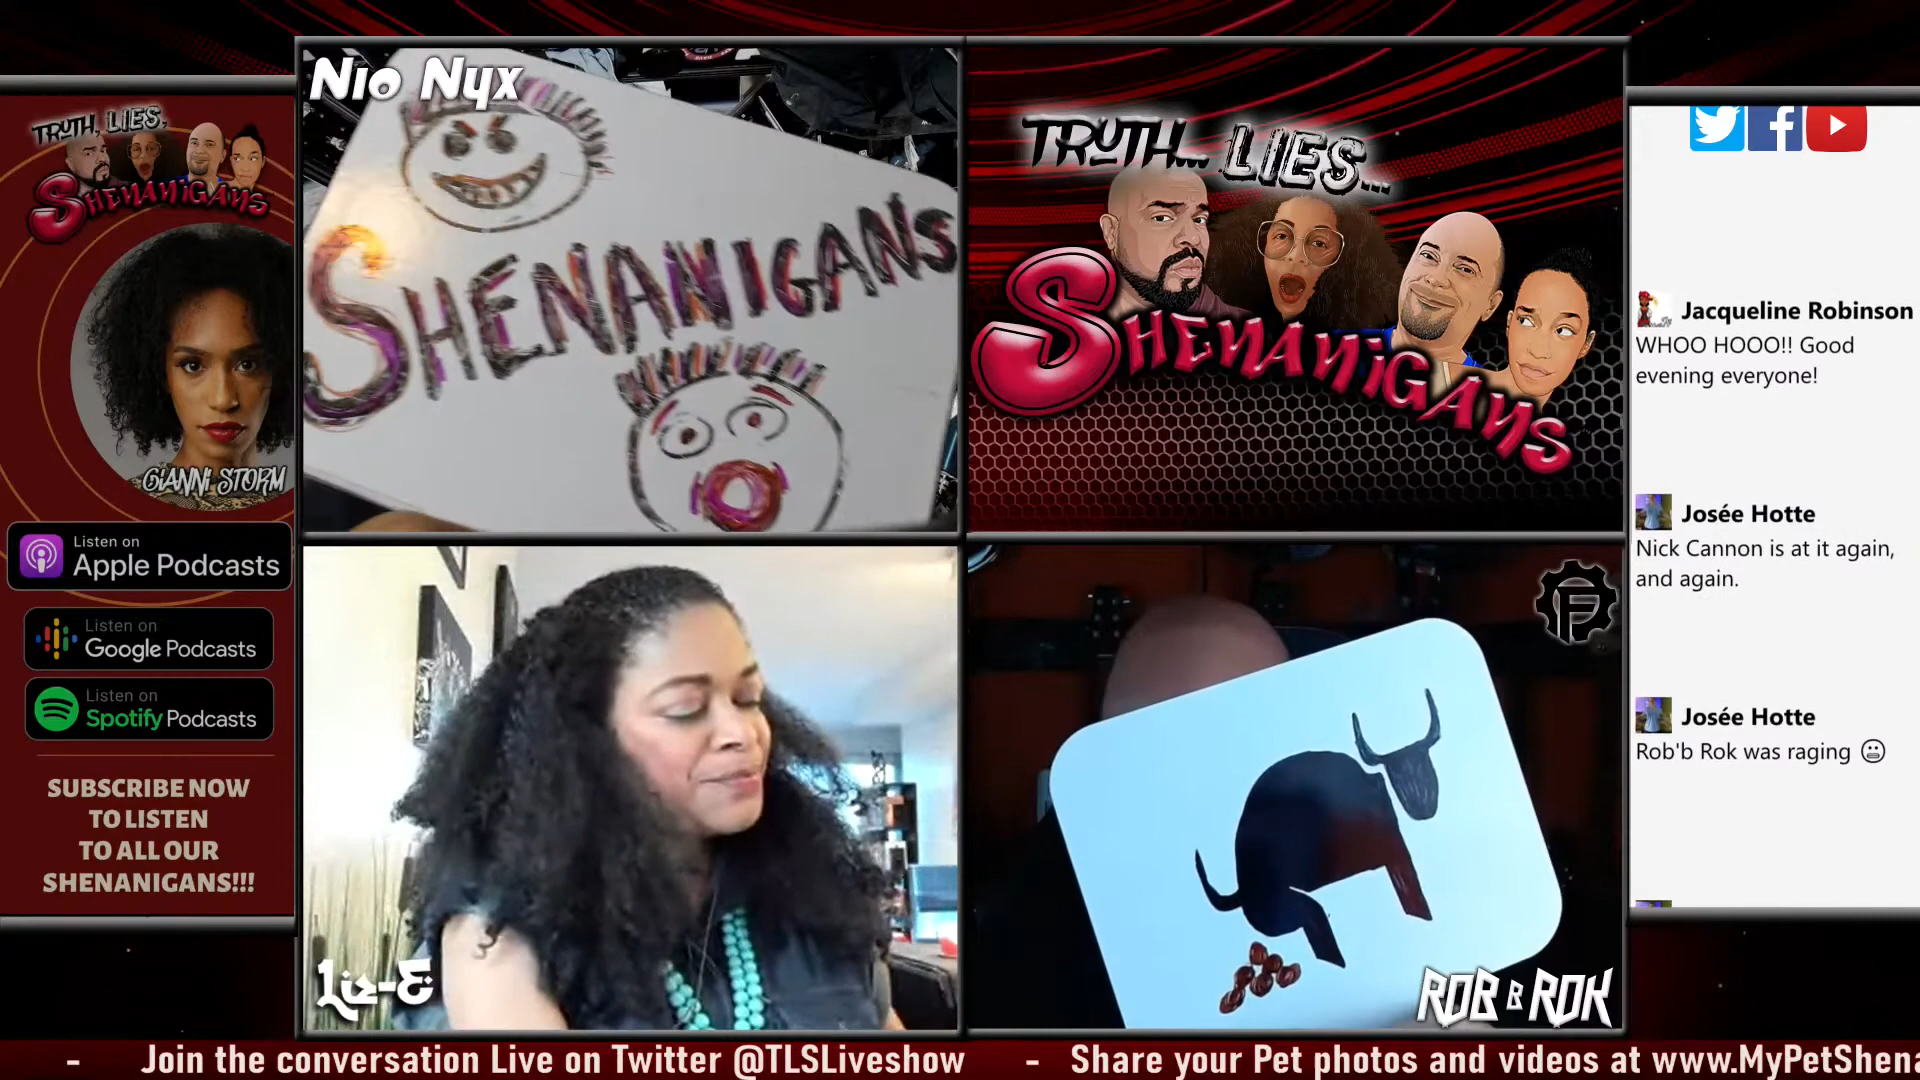 TRUTH, LIES,
SHENANIGANS
GIANNI STORM
Listen on
Apple Podcasts
Listen on
Google Podcasts
Listen on
Spotify Podcasts
SUBSCRIBE NOW
TO LISTEN
TO ALL OUR
SHENANIGANS!!!
Nio Nyx
SHENANIGANS
TRUTH... LIES...
SHENANIGANS
Liz-E
ROB B ROK
Jacqueline Robinson
WHOO HOOO!! Good
evening everyone!
Josée Hotte
Nick Cannon is at it again,
and again.
Josée Hotte
Rob'b Rok was raging 😬
- Join the conversation Live on Twitter @TLSLiveshow - Share your Pet photos and videos at www.MyPetShena